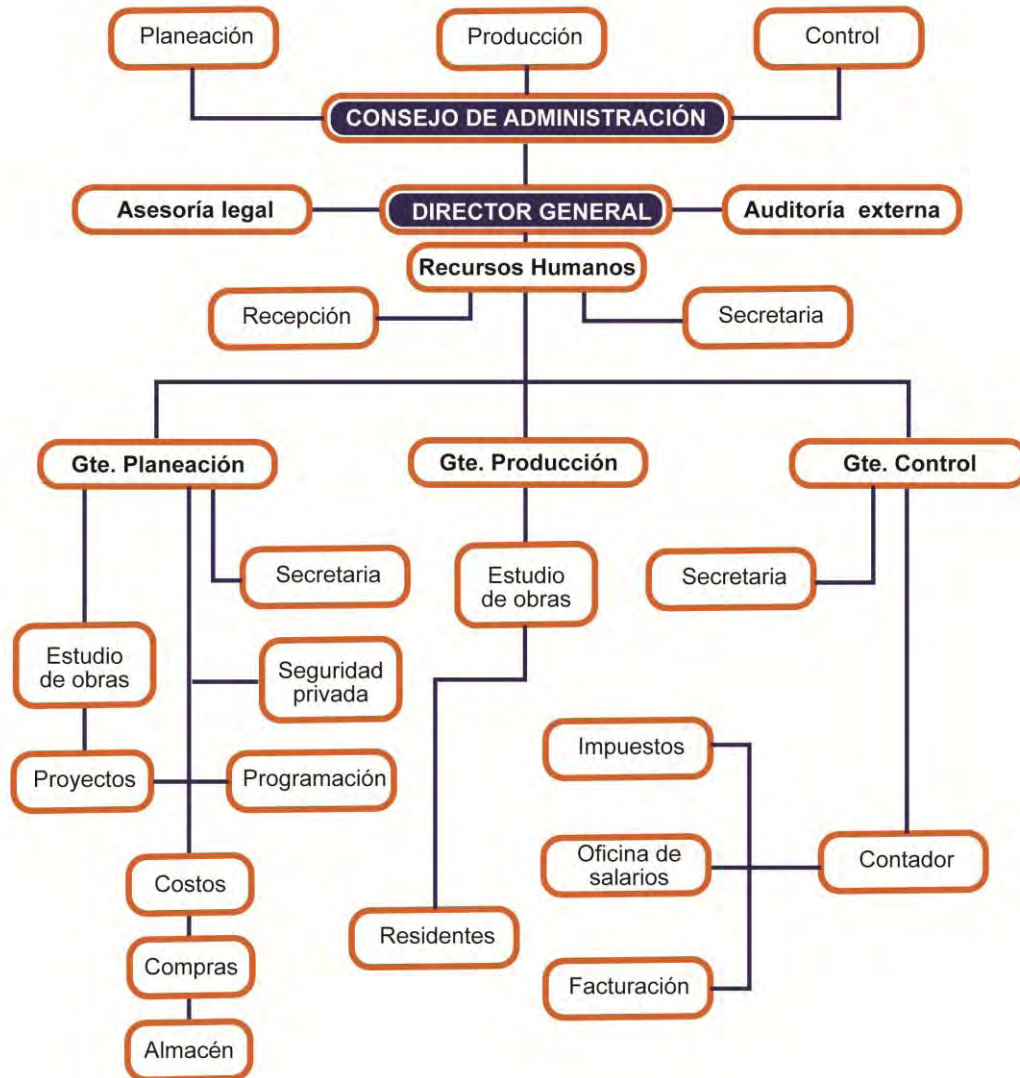 Planeación
Producción
Control
CONSEJO DE ADMINISTRACIÓN
Asesoría legal
DIRECTOR GENERAL
Auditoría externa
Recursos Humanos
Recepción
Secretaria
Gte. Planeación
Gte. Producción
Gte. Control
Secretaria
Estudio
de obras
Secretaria
Estudio
de obras
Seguridad
privada
Impuestos
Proyectos
Programación
Oficina de
salarios
Contador
Costos
Residentes
Compras
Facturación
Almacén